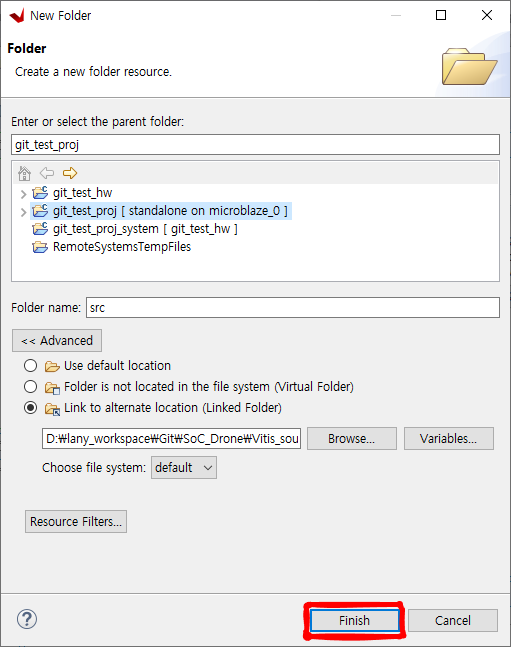 New Folder
Folder
Create a new folder resource.
Enter or select the parent folder:
git_test_proj
git_test_hw
git_test_proj [ standalone on microblaze_0 ]
git_test_proj_system [ git_test_hw ]
RemoteSystemsTempFiles
Folder name: src
<< Advanced
Use default location
Folder is not located in the file system (Virtual Folder)
Link to alternate location (Linked Folder)
D:₩lany_workspace₩Git₩SoC_Drone₩Vitis_sou Browse... Variables...
Choose file system: default
Resource Filters...
? Finish Cancel